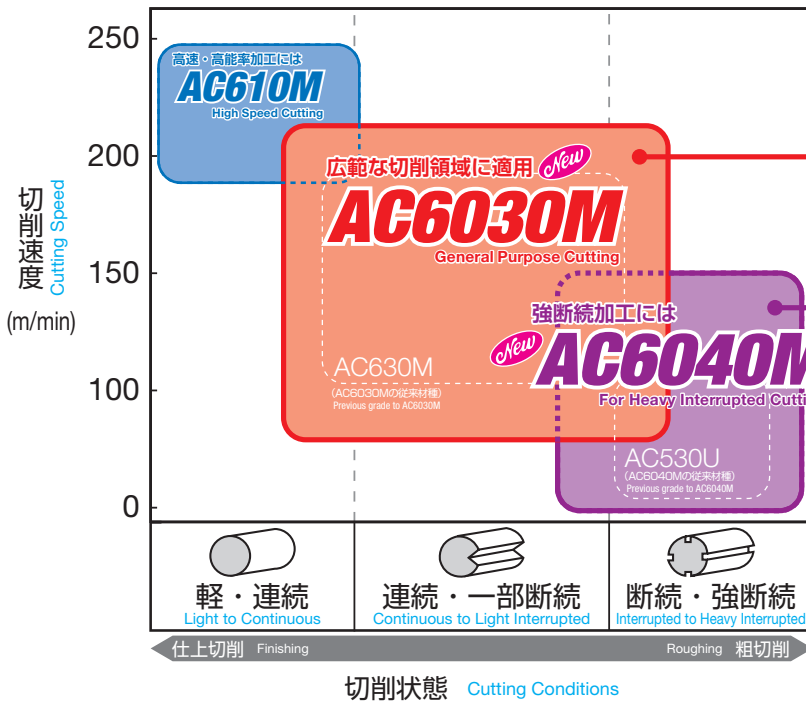 250
200
150
100
50
0
切削速度
Cutting Speed
(m/min)
高速・高能率加工には
AC610M
High Speed Cutting
広範な切削領域に適用 New
AC6030M
General Purpose Cutting
強断続加工には
New
AC6040M
For Heavy Interrupted Cutti
AC630M
(AC6030Mの従来材種)
Previous grade to AC6030M
AC530U
(AC6040Mの従来材種)
Previous grade to AC6040M
軽・連続
Light to Continuous
連続・一部断続
Continuous to Light Interrupted
断続・強断続
Interrupted to Heavy Interrupted
仕上切削 Finishing
Roughing 粗切削
切削状態 Cutting Conditions